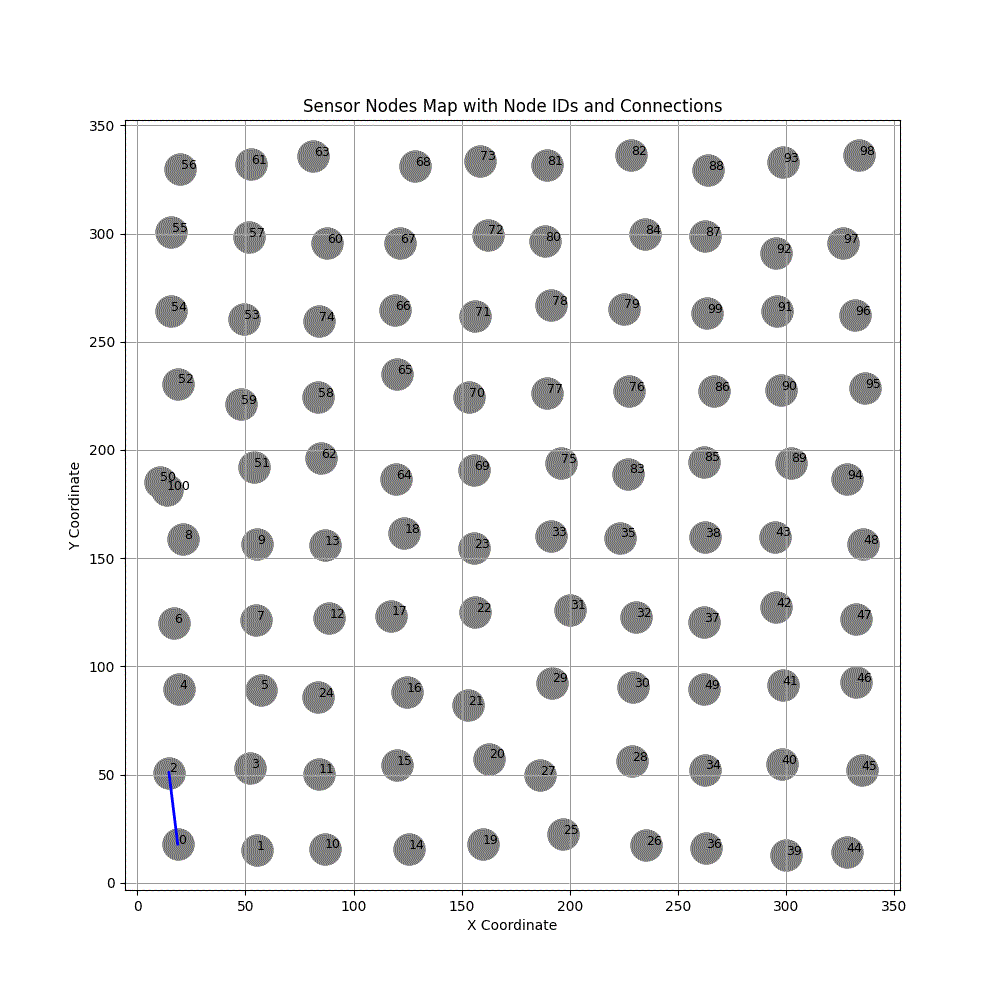 Sensor Nodes Map with Node IDs and Connections
350
56 61 63 68 73 81 82 88 93 98
300
55 57 60 67 72 80 84 87 92 97
54 53 74 66 71 78 79 99 91 96
250
52 59 58 65 70 77 76 86 90 95
200
50 100 51 62 64 69 75 83 85 89 94
8 9 13 18 23 33 35 38 43 48
150
6 7 12 17 22 31 32 37 42 47
100
4 5 24 16 21 29 30 49 41 46
2 3 11 15 20 27 28 34 40 45
50
0 1 10 14 19 25 26 36 39 44
0
Y Coordinate
0 50 100 150 200 250 300 350
X Coordinate